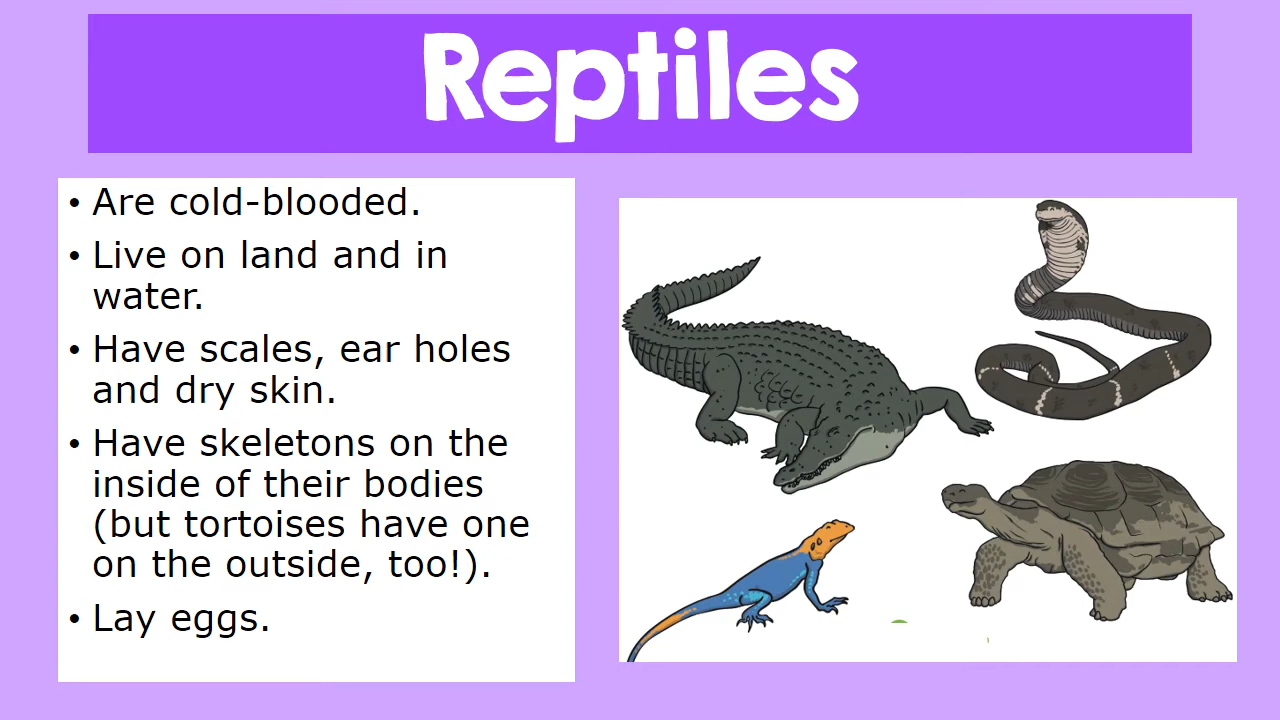 Reptiles
• Are cold-blooded.
• Live on land and in
water.
• Have scales, ear holes
and dry skin.
• Have skeletons on the
inside of their bodies
(but tortoises have one
on the outside, too!).
• Lay eggs.